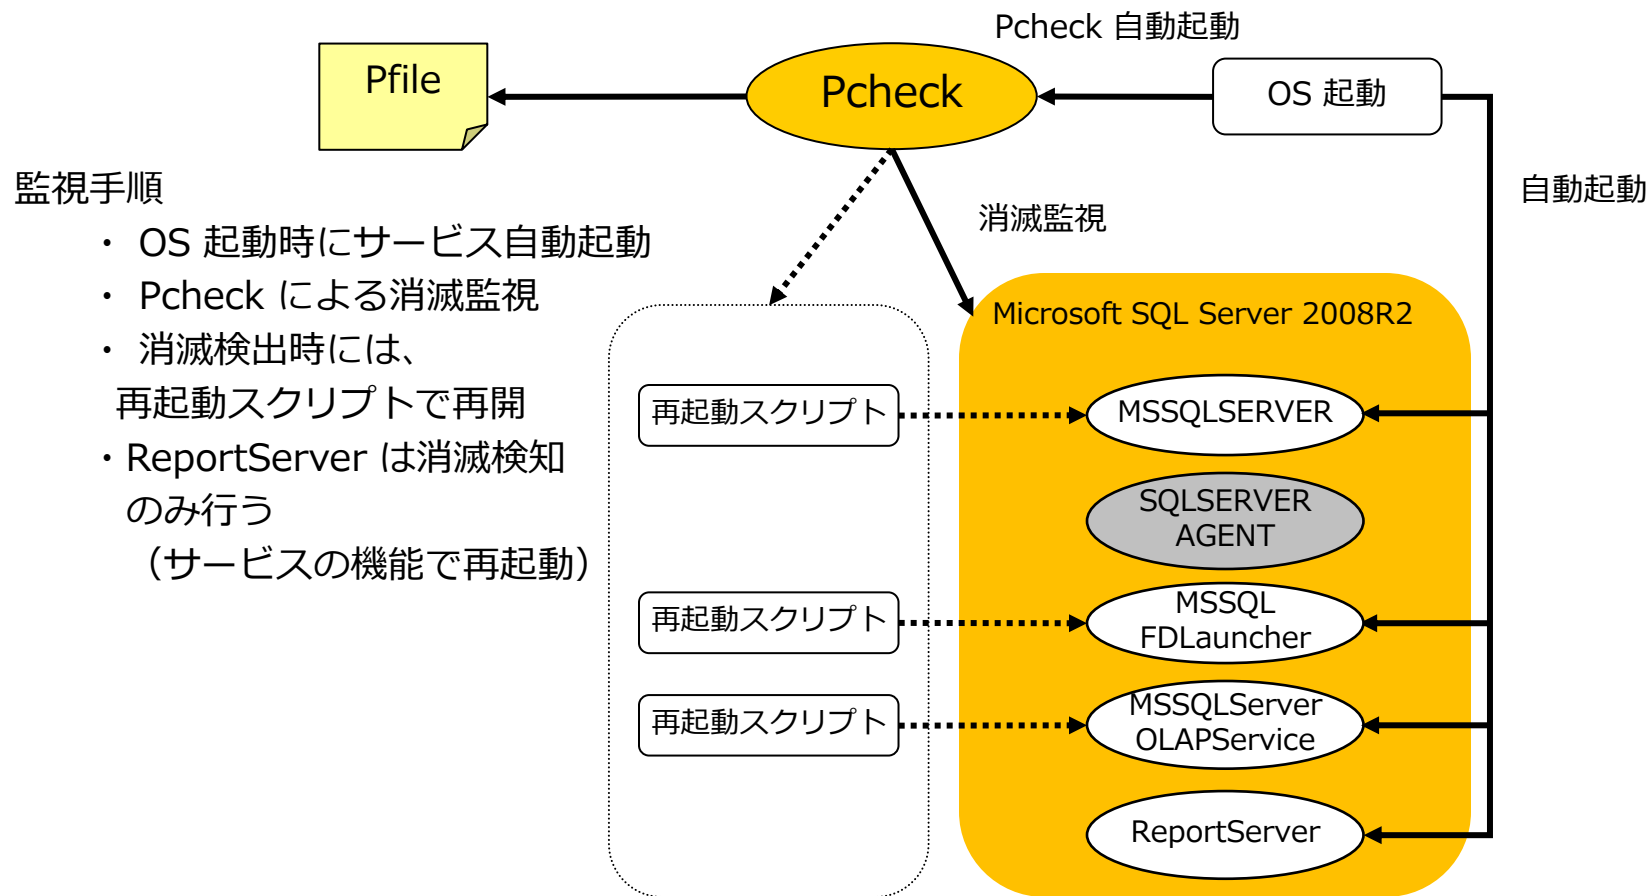 Pcheck 自動起動
Pfile
Pcheck
OS 起動
自動起動
監視手順
・ OS 起動時にサービス自動起動
・ Pcheck による消滅監視
・ 消滅検出時には、
再起動スクリプトで再開
・ReportServer は消滅検知
のみ行う
（サービスの機能で再起動）
消滅監視
Microsoft SQL Server 2008R2
再起動スクリプト
MSSQLSERVER
SQLSERVER
AGENT
再起動スクリプト
MSSQL
FDLauncher
再起動スクリプト
MSSQLServer
OLAPService
ReportServer